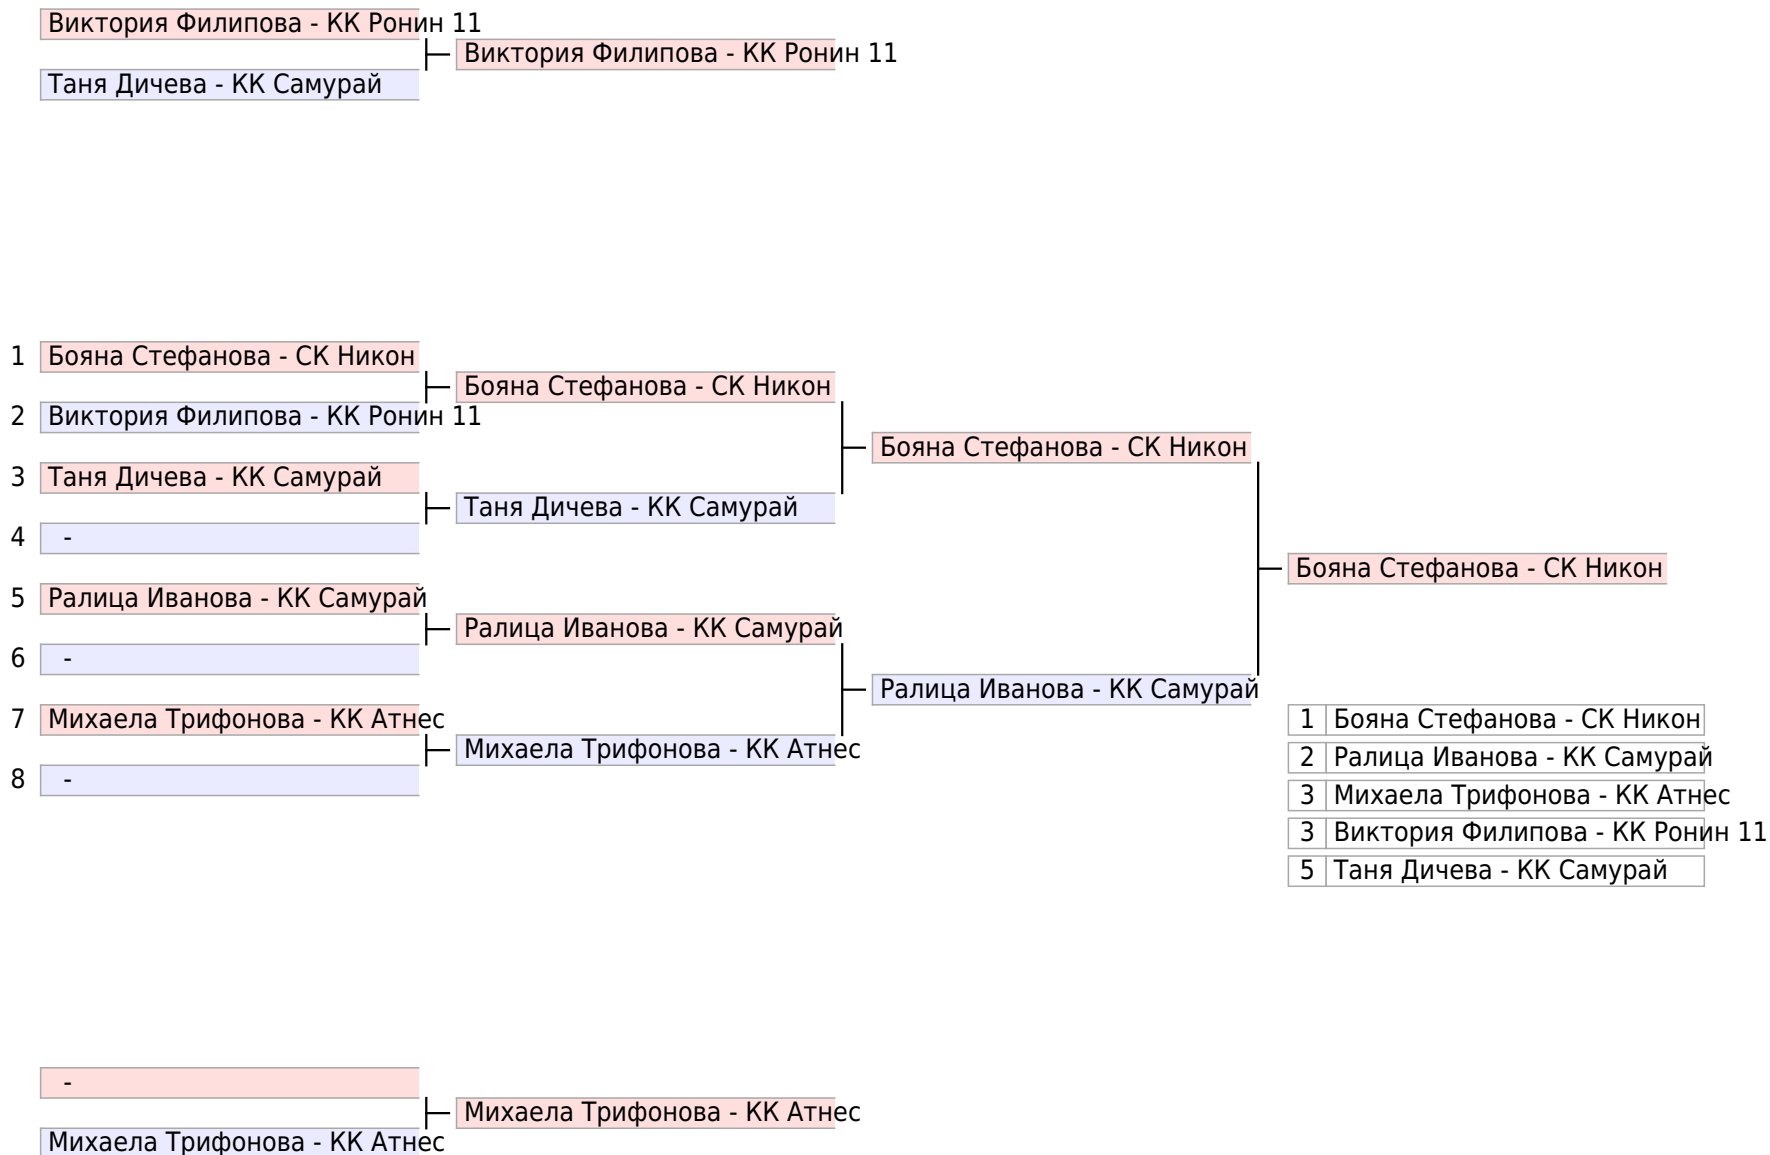 Виктория Филипова - КК Ронин 11
Виктория Филипова - КК Ронин 11
Таня Дичева - КК Самурай
1 Бояна Стефанова - СК Никон
Бояна Стефанова - СК Никон
2 Виктория Филипова - КК Ронин 11
Бояна Стефанова - СК Никон
3 Таня Дичева - КК Самурай
Таня Дичева - КК Самурай
4 -
Бояна Стефанова - СК Никон
5 Ралица Иванова - КК Самурай
Ралица Иванова - КК Самурай
6 -
Ралица Иванова - КК Самурай
7 Михаела Трифонова - КК Атнес
Михаела Трифонова - КК Атнес
8 -
1 Бояна Стефанова - СК Никон
2 Ралица Иванова - КК Самурай
3 Михаела Трифонова - КК Атнес
3 Виктория Филипова - КК Ронин 11
5 Таня Дичева - КК Самурай
-
Михаела Трифонова - КК Атнес
Михаела Трифонова - КК Атнес